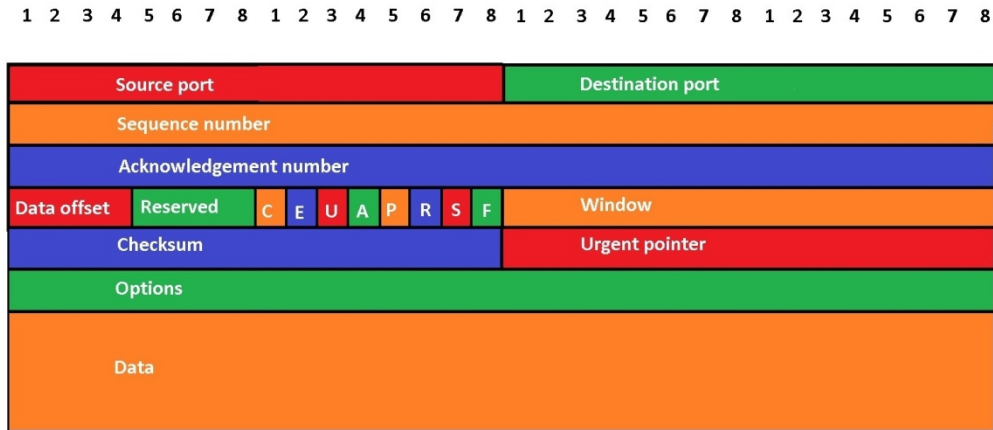 1 2 3 4 5 6 7 8 1 2 3 4 5 6 7 8 1 2 3 4 5 6 7 8 1 2 3 4 5 6 7 8
Source port Destination port
Sequence number
Acknowledgement number
Data offset Reserved C E U A P R S F Window
Checksum Urgent pointer
Options
Data